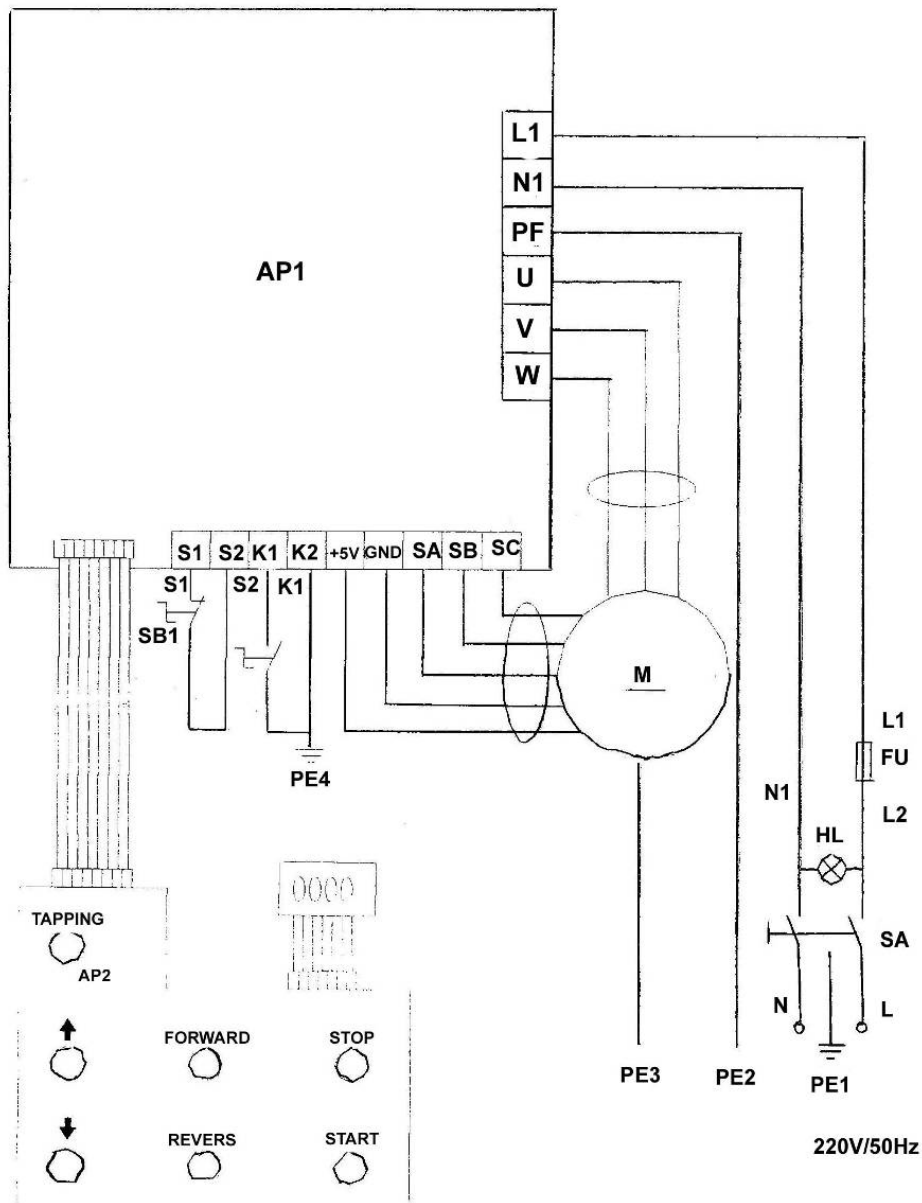 L1
N1
PF
U
V
W
AP1
S1 S2 K1 K2 +5V GND SA SB SC
S1 S2 K1
SB1
M
PE4
L1
FU
N1
L2
HL
SA
N L
PE3 PE2 PE1
220V/50Hz
0000
TAPPING
AP2
FORWARD STOP
REVERS START